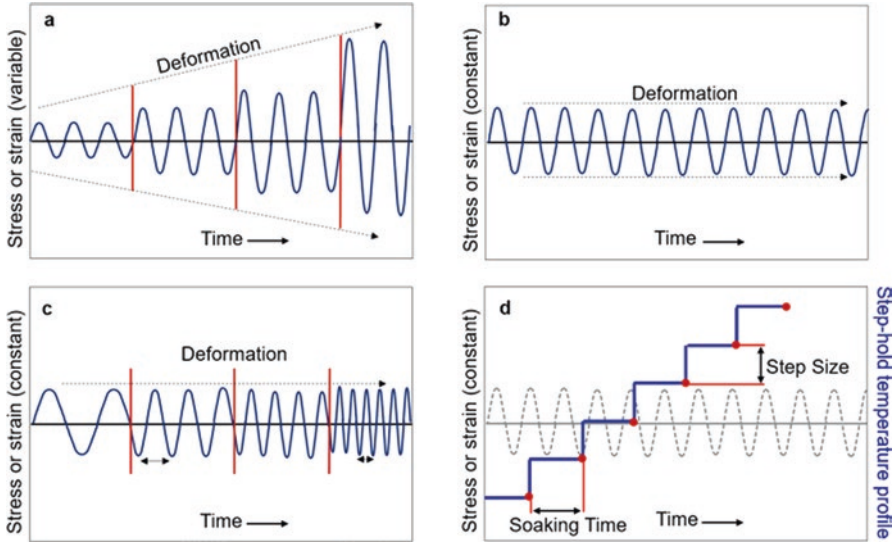 a
Deformation
Stress or strain (variable)
Time
b
Deformation
Stress or strain (constant)
Time
c
Deformation
Stress or strain (constant)
Time
d
Step Size
Soaking Time
Time
Stress or strain (constant)
Step-hold temperature profile